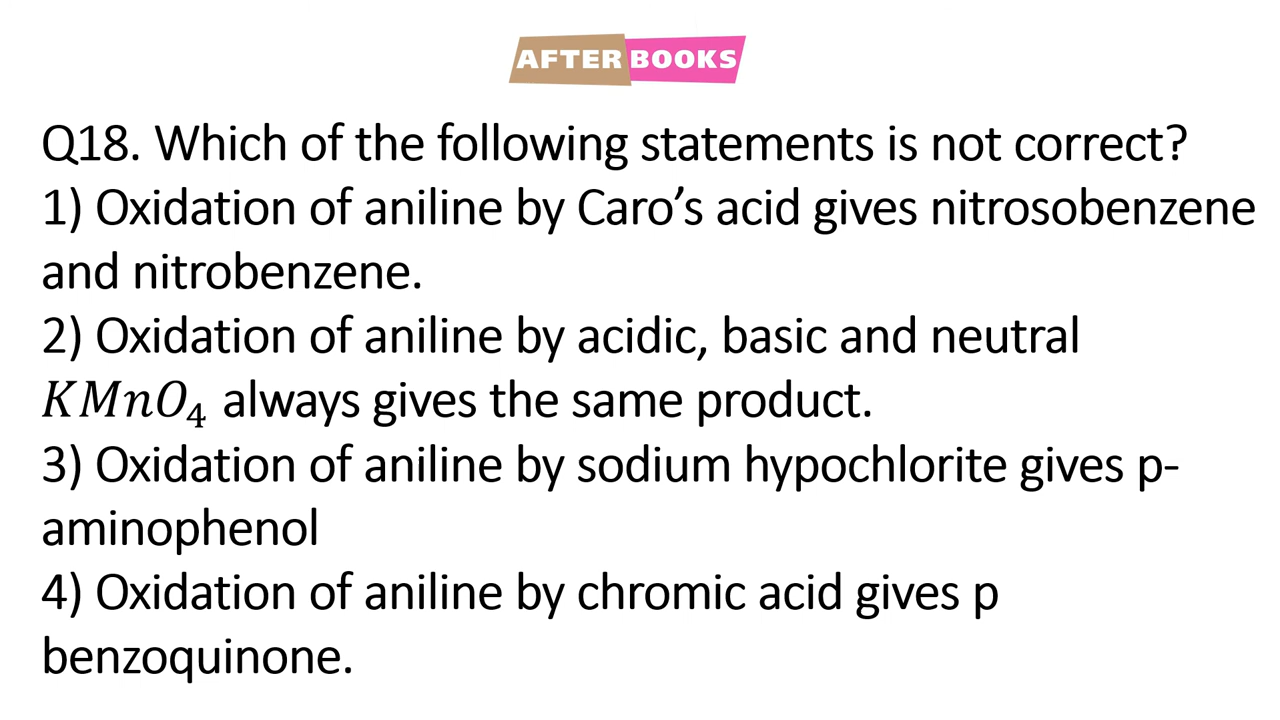 AFTER BOOKS
Q18. Which of the following statements is not correct?
1) Oxidation of aniline by Caro’s acid gives nitrosobenzene
and nitrobenzene.
2) Oxidation of aniline by acidic, basic and neutral
KMnO₄ always gives the same product.
3) Oxidation of aniline by sodium hypochlorite gives p-
aminophenol
4) Oxidation of aniline by chromic acid gives p
benzoquinone.